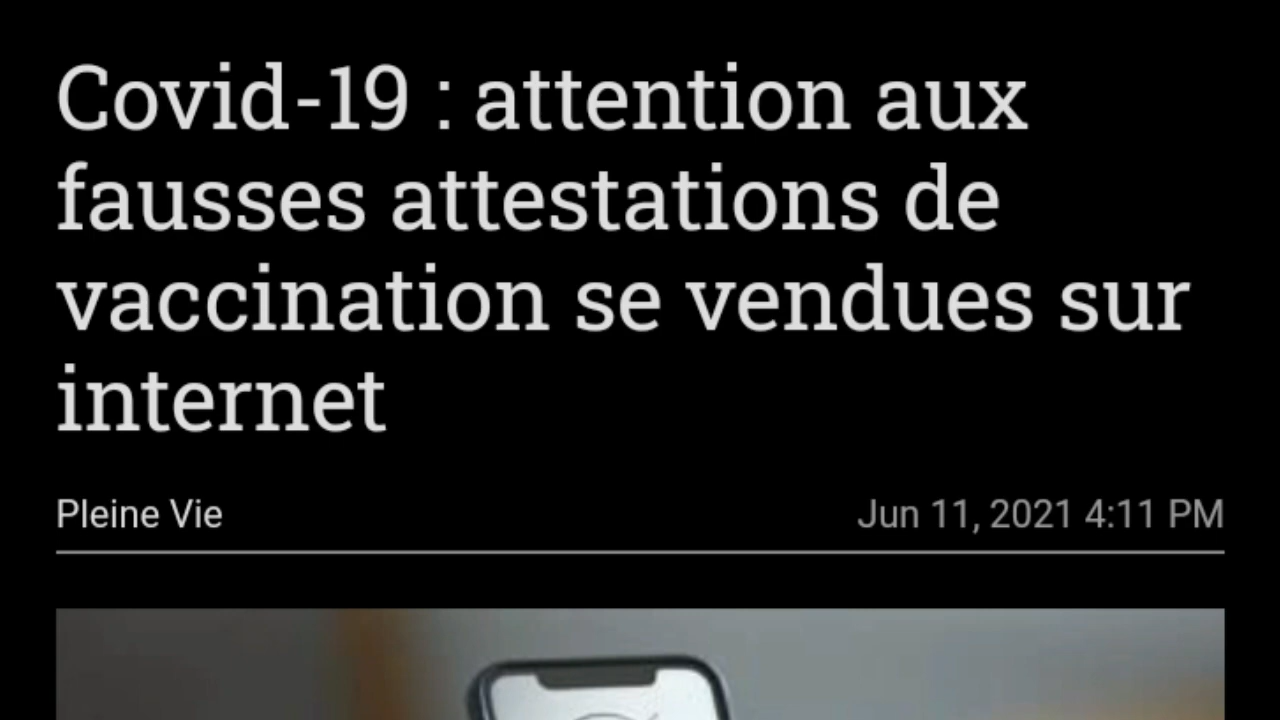 Covid-19 : attention aux
fausses attestations de
vaccination se vendues sur
internet
Pleine Vie
Jun 11, 2021 4:11 PM